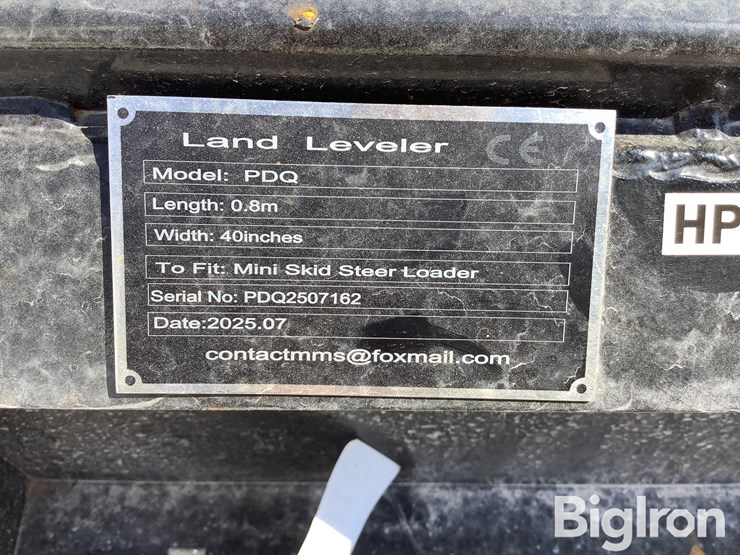 Land Leveler CE
Model: PDQ
Length: 0.8m
Width: 40inches
To Fit: Mini Skid Steer Loader
Serial No: PDQ2507162
Date:2025.07
contactmms@foxmail.com
HP
BigIron